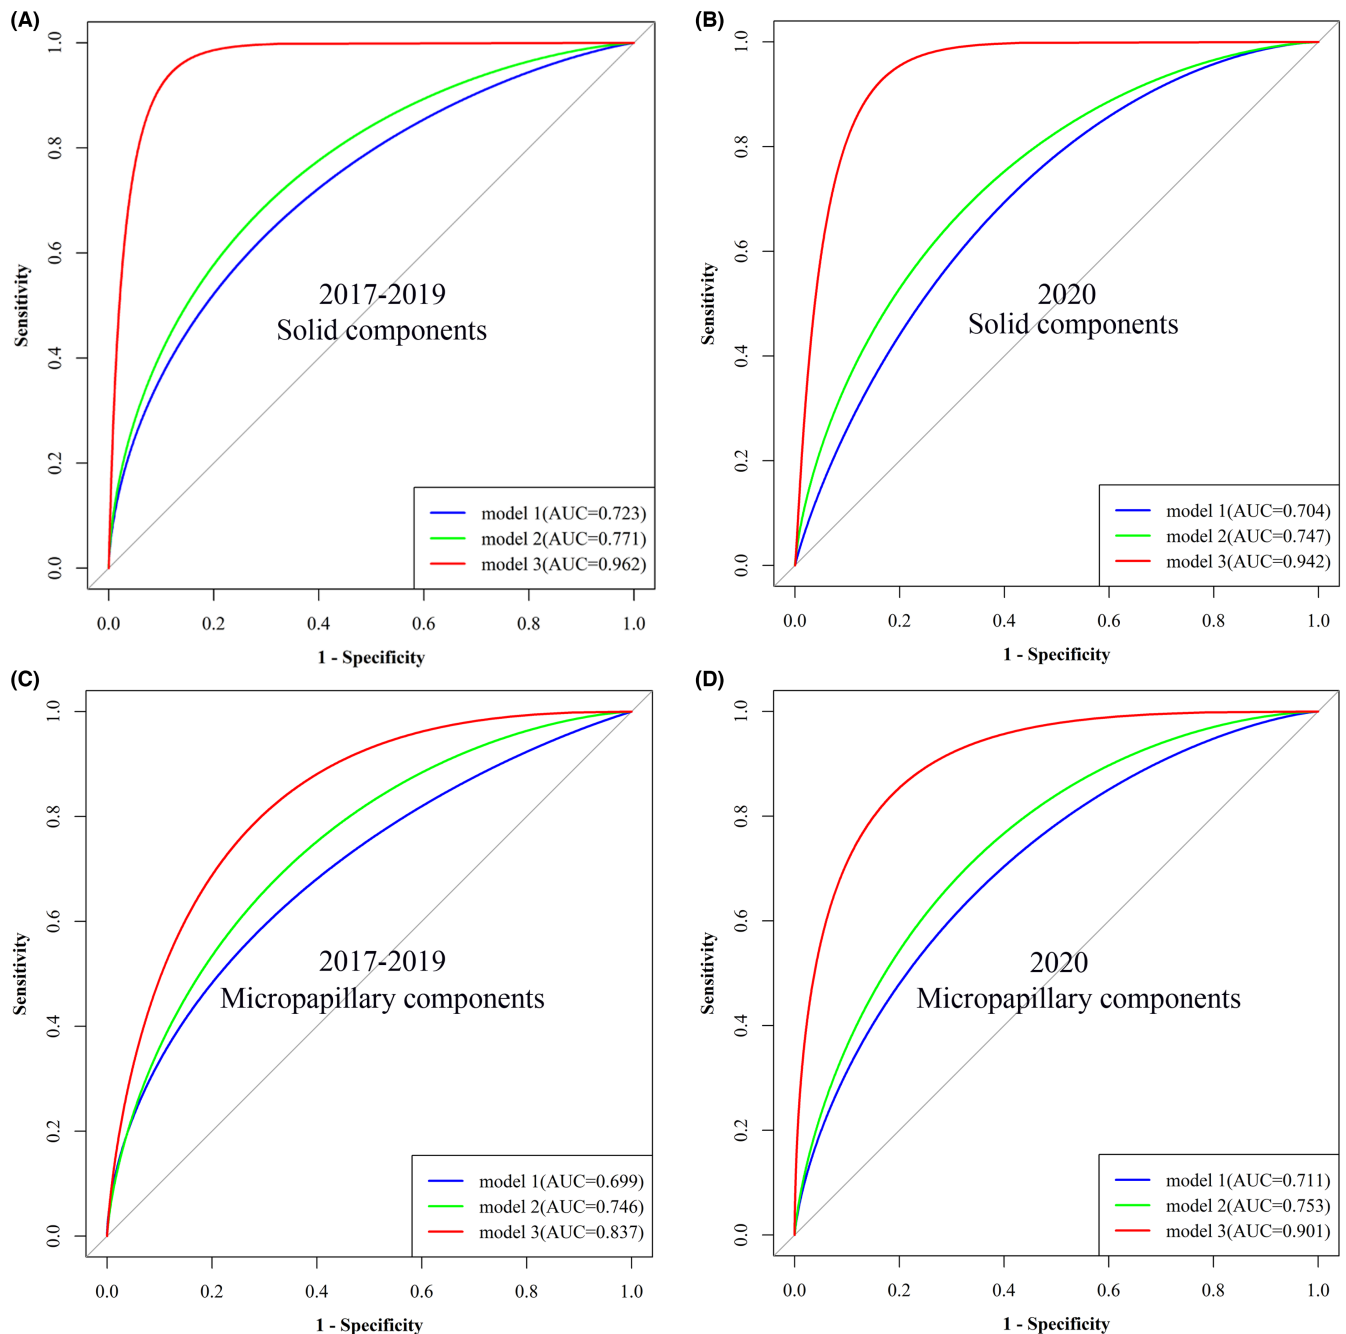 (A)
1.0
0.8
0.6
0.4
0.2
0.0
Sensitivity
2017-2019
Solid components
model 1(AUC=0.723)
model 2(AUC=0.771)
model 3(AUC=0.962)
0.0 0.2 0.4 0.6 0.8 1.0
1 - Specificity
(B)
1.0
0.8
0.6
0.4
0.2
0.0
Sensitivity
2020
Solid components
model 1(AUC=0.704)
model 2(AUC=0.747)
model 3(AUC=0.942)
0.0 0.2 0.4 0.6 0.8 1.0
1 - Specificity
(C)
1.0
0.8
0.6
0.4
0.2
0.0
Sensitivity
2017-2019
Micropapillary components
model 1(AUC=0.699)
model 2(AUC=0.746)
model 3(AUC=0.837)
0.0 0.2 0.4 0.6 0.8 1.0
1 - Specificity
(D)
1.0
0.8
0.6
0.4
0.2
0.0
Sensitivity
2020
Micropapillary components
model 1(AUC=0.711)
model 2(AUC=0.753)
model 3(AUC=0.901)
0.0 0.2 0.4 0.6 0.8 1.0
1 - Specificity